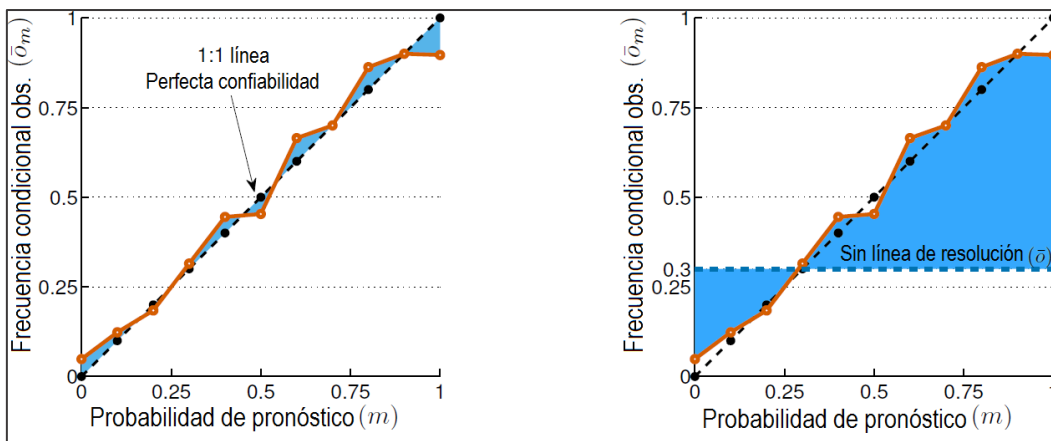 Frecuencia condicional obs. (ō_m)
1
0.75
0.5
0.25
0
1:1 línea
Perfecta confiabilidad
0 0.25 0.5 0.75 1
Probabilidad de pronóstico (m)
Frecuencia condicional obs. (ō_m)
1
0.75
0.5
0.3
0.25
0
Sin línea de resolución (ō)
0 0.25 0.5 0.75 1
Probabilidad de pronóstico (m)